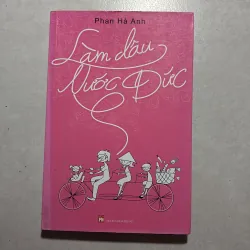 Phan Hà Anh
Làm dâu
Nước Đức